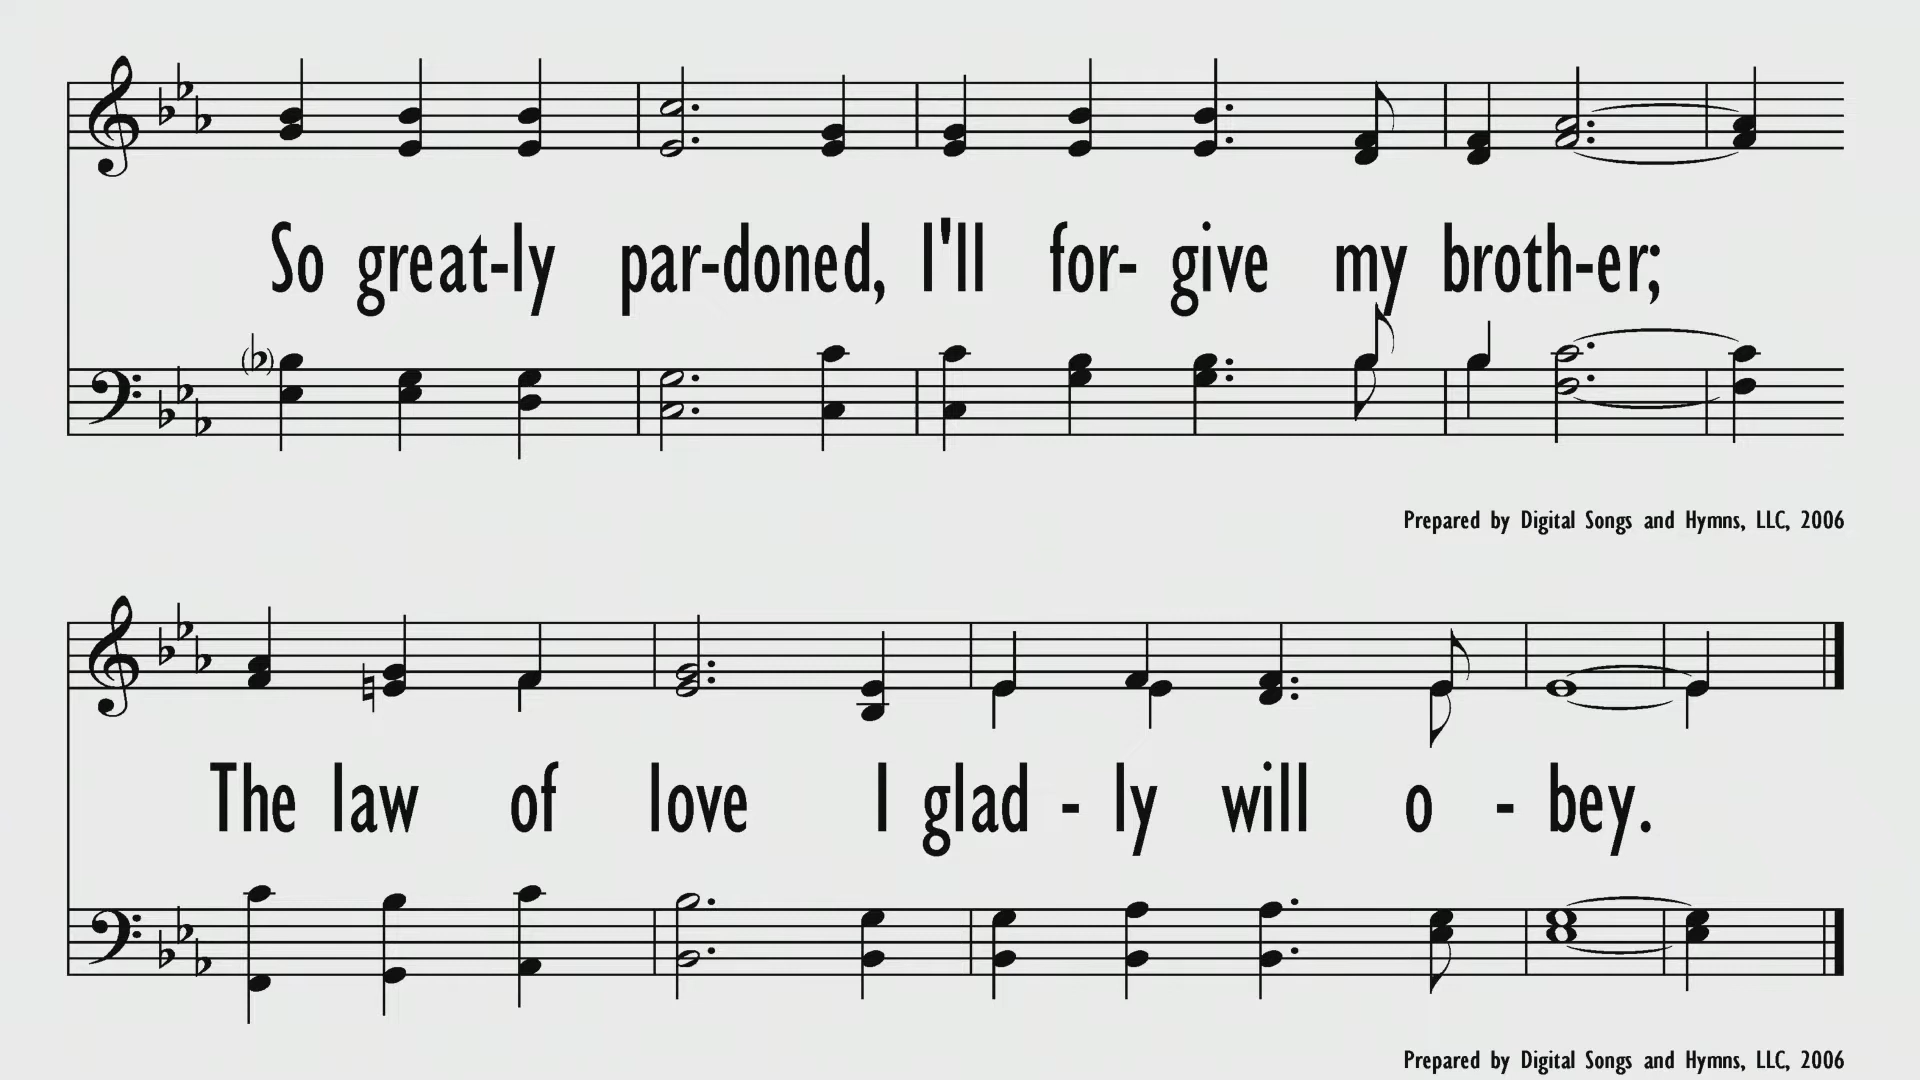 So great-ly par-doned, I'll for- give my broth-er;
Prepared by Digital Songs and Hymns, LLC, 2006
The law of love I glad - ly will o - bey.
Prepared by Digital Songs and Hymns, LLC, 2006